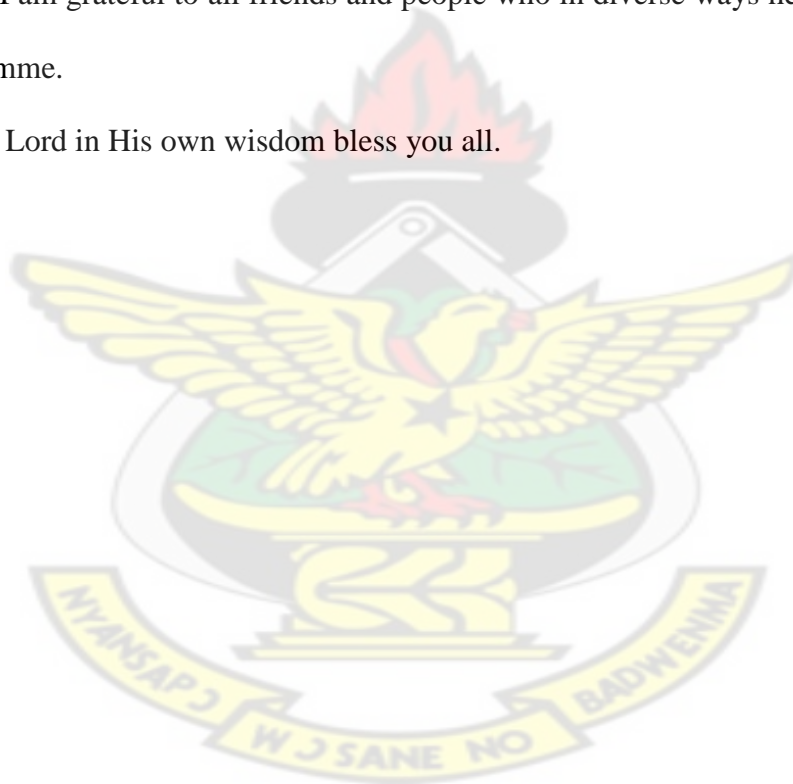 I am grateful to all friends and people who in diverse ways
mme.
Lord in His own wisdom bless you all.
NYANSAPƆ
WƆSANE NO
BADWENMA